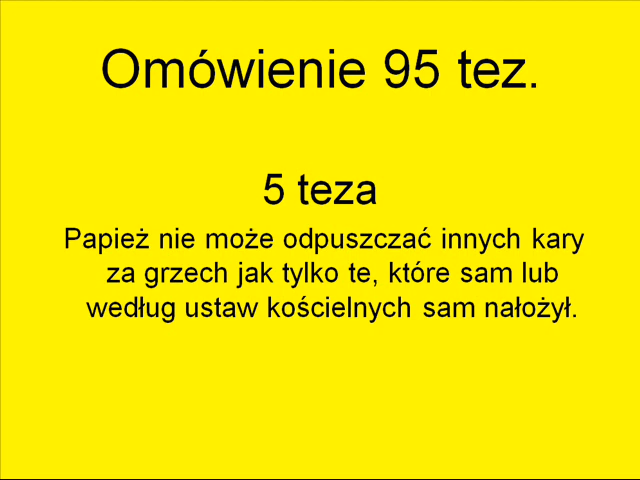 Omówienie 95 tez.
5 teza
Papież nie może odpuszczać innych kary
za grzech jak tylko te, które sam lub
według ustaw kościelnych sam nałożył.